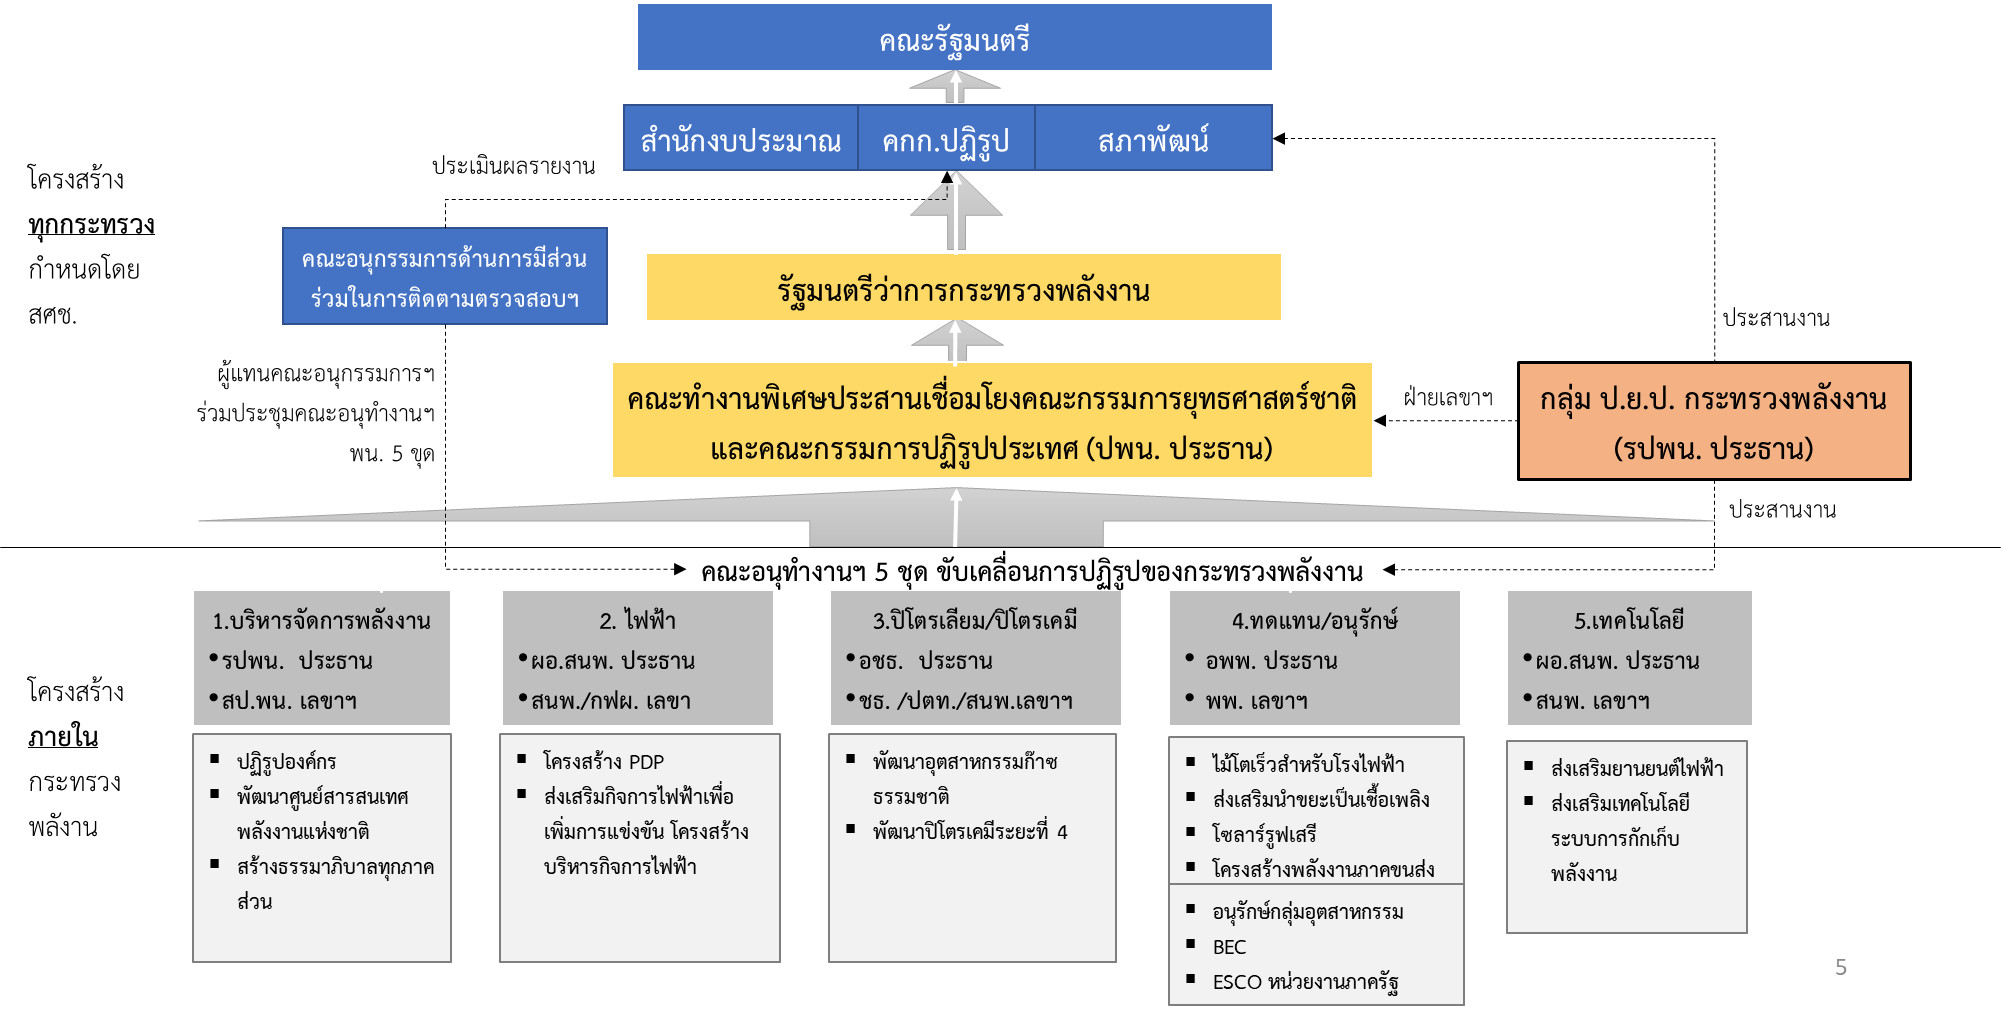 คณะรัฐมนตรี
สำนักงบประมาณ
คกก.ปฏิรูป
สภาพัฒน์
ประเมินผลรายงาน
โครงสร้าง
ทุกกระทรวง
กำหนดโดย
สศช.
คณะอนุกรรมการด้านการมีส่วน
ร่วมในการติดตามตรวจสอบฯ
รัฐมนตรีว่าการกระทรวงพลังงาน
ประสานงาน
ผู้แทนคณะอนุกรรมการฯ
ร่วมประชุมคณะอนุทำงานฯ
พน. 5 ชุด
คณะทำงานพิเศษประสานเชื่อมโยงคณะกรรมการยุทธศาสตร์ชาติ
และคณะกรรมการปฏิรูปประเทศ (ปพน. ประธาน)
ฝ่ายเลขาฯ
กลุ่ม ป.ย.ป. กระทรวงพลังงาน
(รปพน. ประธาน)
ประสานงาน
คณะอนุทำงานฯ 5 ชุด ขับเคลื่อนการปฏิรูปของกระทรวงพลังงาน
โครงสร้าง
ภายใน
กระทรวง
พลังาน
1.บริหารจัดการพลังงาน
•รปพน. ประธาน
•สป.พน. เลขาฯ
▪ ปฏิรูปองค์กร
▪ พัฒนาศูนย์สารสนเทศ
พลังงานแห่งชาติ
▪ สร้างธรรมาภิบาลทุกภาค
ส่วน
2. ไฟฟ้า
•ผอ.สนพ. ประธาน
•สนพ./กฟผ. เลขา
▪ โครงสร้าง PDP
▪ ส่งเสริมกิจการไฟฟ้าเพื่อ
เพิ่มการแข่งขัน โครงสร้าง
บริหารกิจการไฟฟ้า
3.ปิโตรเลียม/ปิโตรเคมี
•อชธ. ประธาน
•ชธ. /ปตท./สนพ.เลขาฯ
▪ พัฒนาอุตสาหกรรมก๊าซ
ธรรมชาติ
▪ พัฒนาปิโตรเคมีระยะที่ 4
4.ทดแทน/อนุรักษ์
• อพพ. ประธาน
• พพ. เลขาฯ
▪ ไม้โตเร็วสำหรับโรงไฟฟ้า
▪ ส่งเสริมนำขยะเป็นเชื้อเพลิง
▪ โซลาร์รูฟเสรี
▪ โครงสร้างพลังงานภาคขนส่ง
▪ อนุรักษ์กลุ่มอุตสาหกรรม
▪ BEC
▪ ESCO หน่วยงานภาครัฐ
5.เทคโนโลยี
•ผอ.สนพ. ประธาน
•สนพ. เลขาฯ
▪ ส่งเสริมยานยนต์ไฟฟ้า
▪ ส่งเสริมเทคโนโลยี
ระบบการกักเก็บ
พลังงาน
5